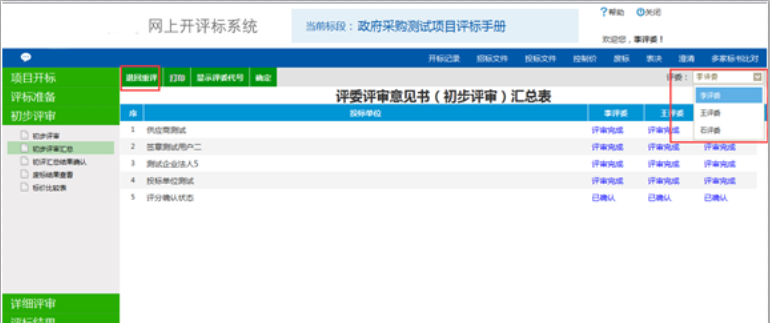 ?帮助 关闭
网上开评标系统
当前标段：政府采购测试项目评标手册
欢迎您，李评委！
开标记录 招标文件 投标文件 控制价 废标 表决 澄清 多家标书比对
项目开标
评标准备
初步评审
初步评审
初步评审汇总
初评汇总结果确认
废标结果查看
标价比较表
详细评审
评标结果
退回重评 打印 显示评委代号 确定
评委： 李评委
李评委
王评委
石评委
评委评审意见书（初步评审）汇总表
序 投标单位 李评委 王评委
1 供应商测试 评审完成 评审完成
2 签章测试用户二 评审完成 评审完成 评审完成
3 测试企业法人5 评审完成 评审完成 评审完成
4 投标单位测试 评审完成 评审完成 评审完成
5 评分确认状态 已确认 已确认 已确认